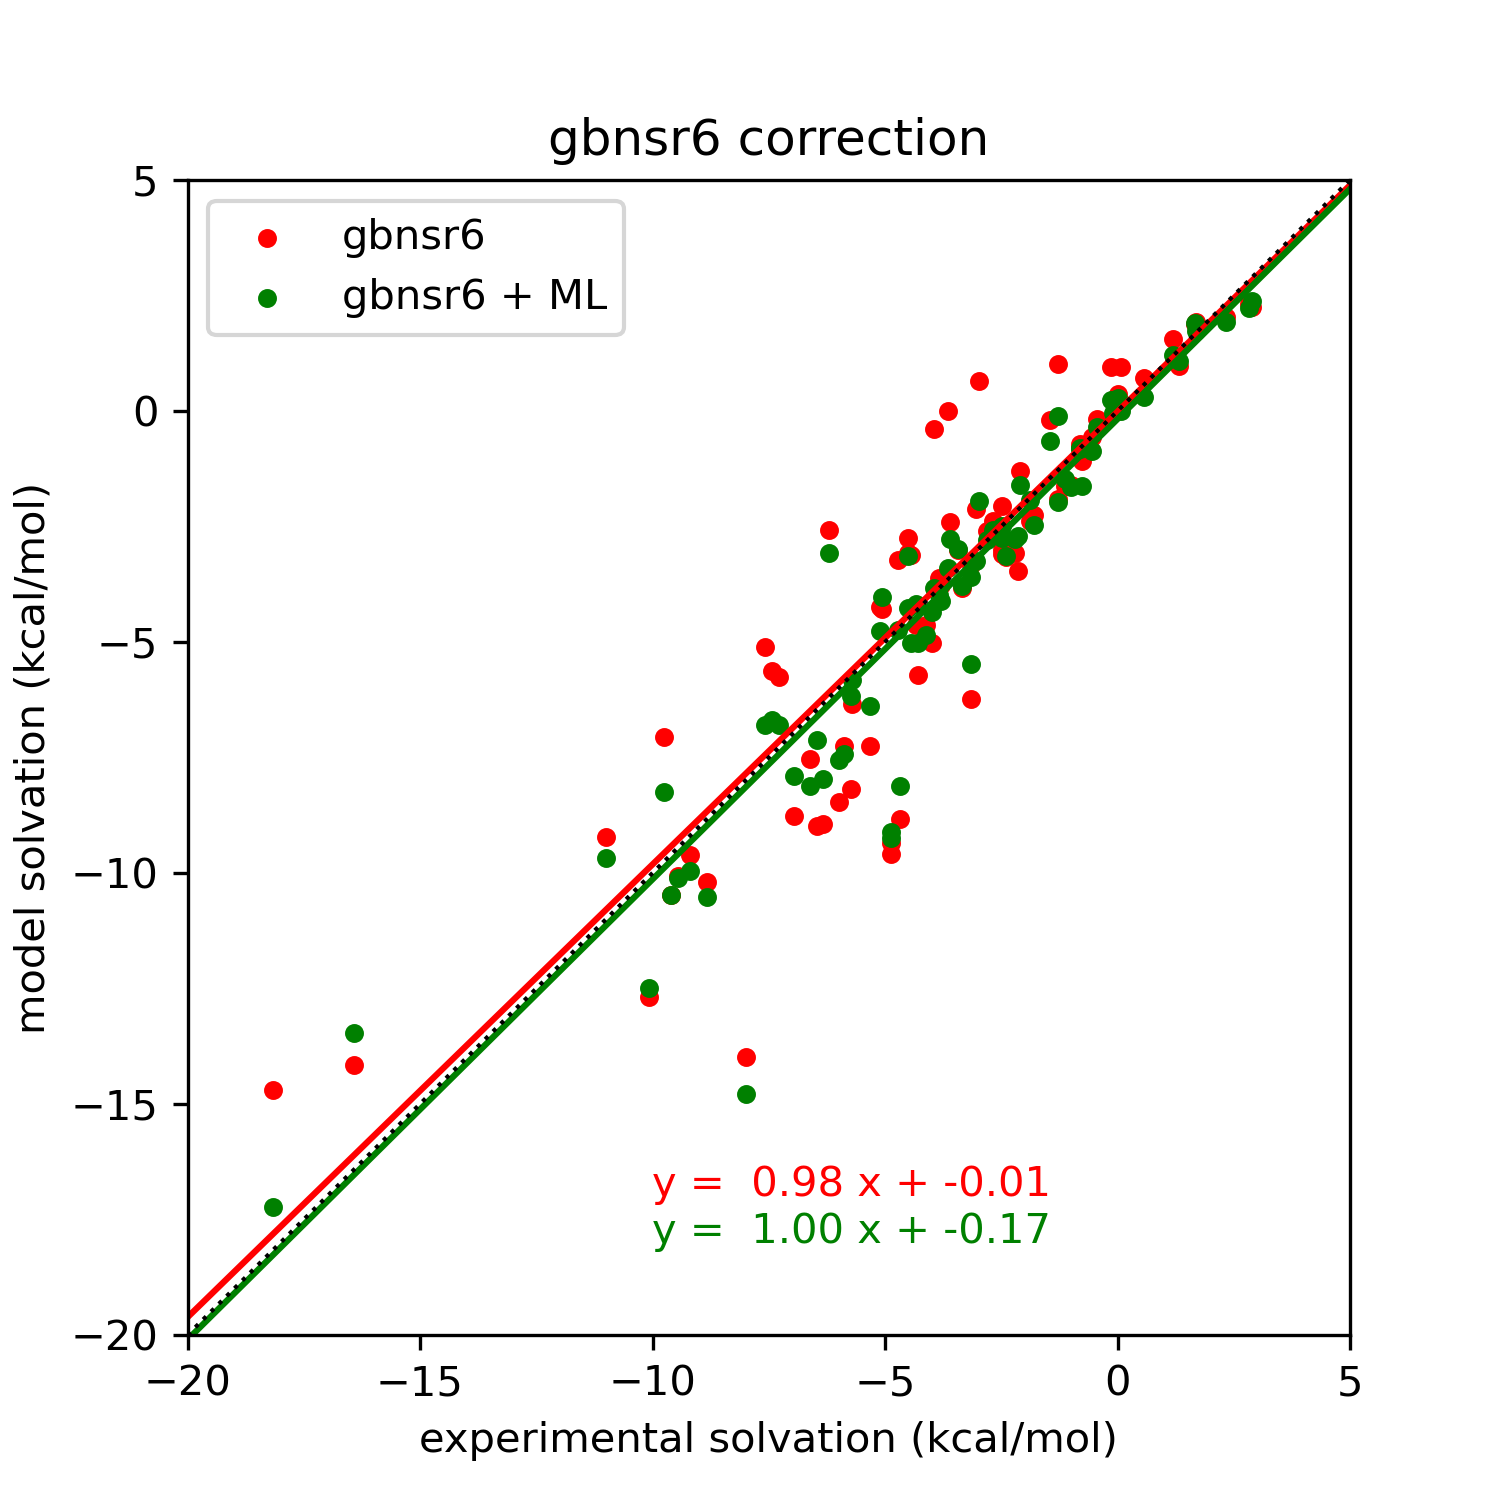 gbnsr6 correction
gbnsr6
gbnsr6 + ML
5
0
−5
−10
−15
−20
model solvation (kcal/mol)
y =  0.98 x + -0.01
y =  1.00 x + -0.17
−20 −15 −10 −5 0 5
experimental solvation (kcal/mol)